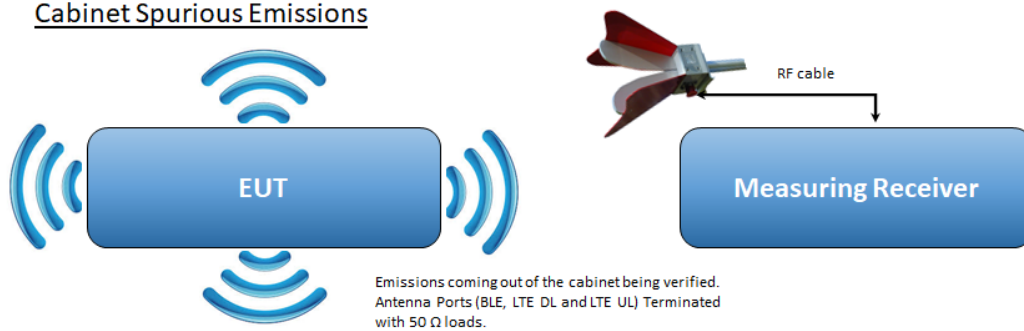 Cabinet Spurious Emissions
RF cable
EUT
Measuring Receiver
Emissions coming out of the cabinet being verified.
Antenna Ports (BLE, LTE DL and LTE UL) Terminated
with 50 Ω loads.